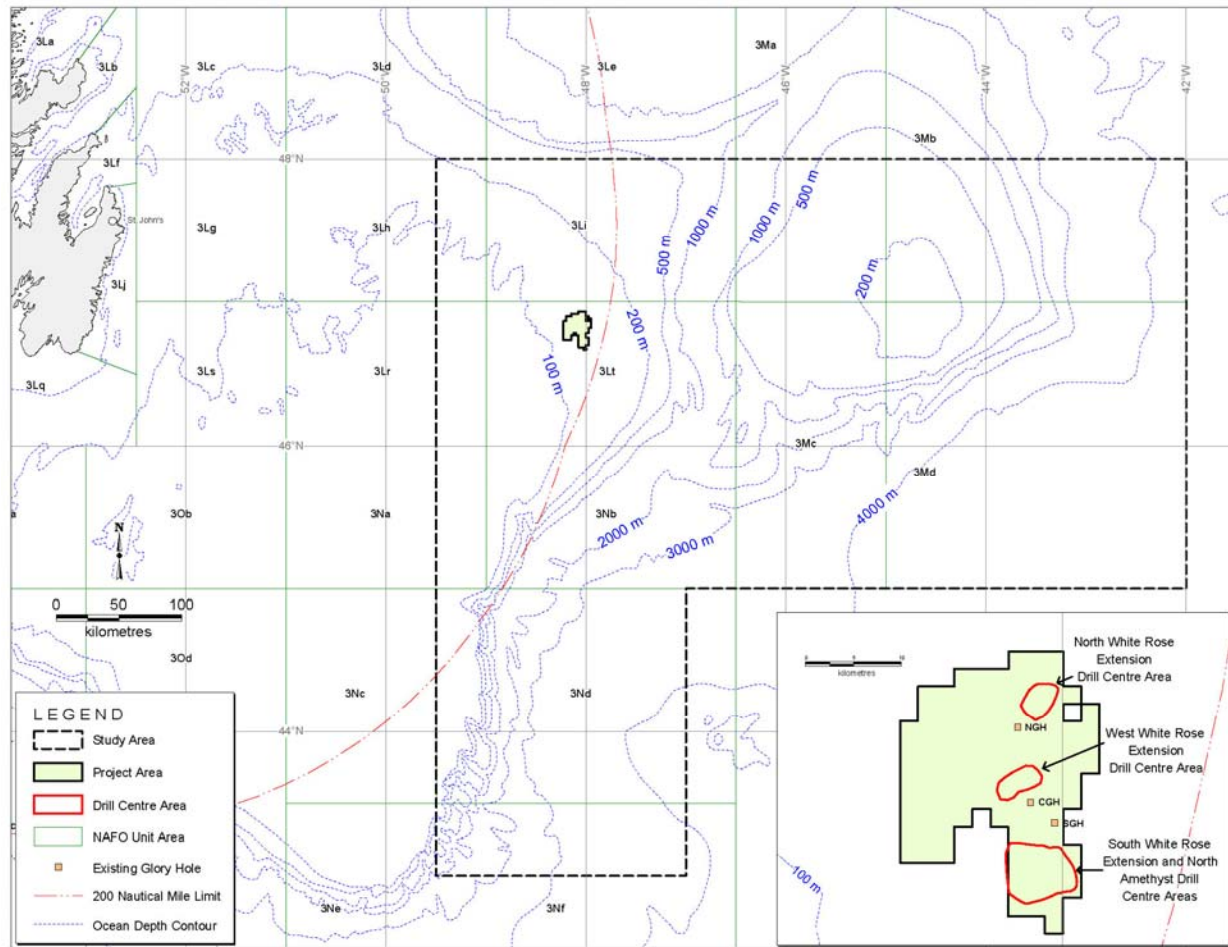 3La
3Lb
3Lc
3Ld
3Le
3Ma
52°W
50°W
48°W
46°W
44°W
42°W
3Lf
48°N
3Mb
St. John's
3Lg
3Lh
3Li
500 m
1000 m
1000 m
500 m
3Lj
200 m
200 m
100 m
3Lq
3Ls
3Lr
3Lt
46°N
3Mc
3Md
4000 m
3Ob
3Na
3Nb
2000 m
3000 m
N
0 50 100
kilometres
3Od
3Nc
3Nd
44°N
3Ne
3Nf
100 m
LEGEND
Study Area
Project Area
Drill Centre Area
NAFO Unit Area
Existing Glory Hole
200 Nautical Mile Limit
Ocean Depth Contour
kilometres
North White Rose
Extension
Drill Centre Area
NGH
West White Rose
Extension
Drill Centre Area
CGH
SGH
South White Rose
Extension and North
Amethyst Drill
Centre Areas